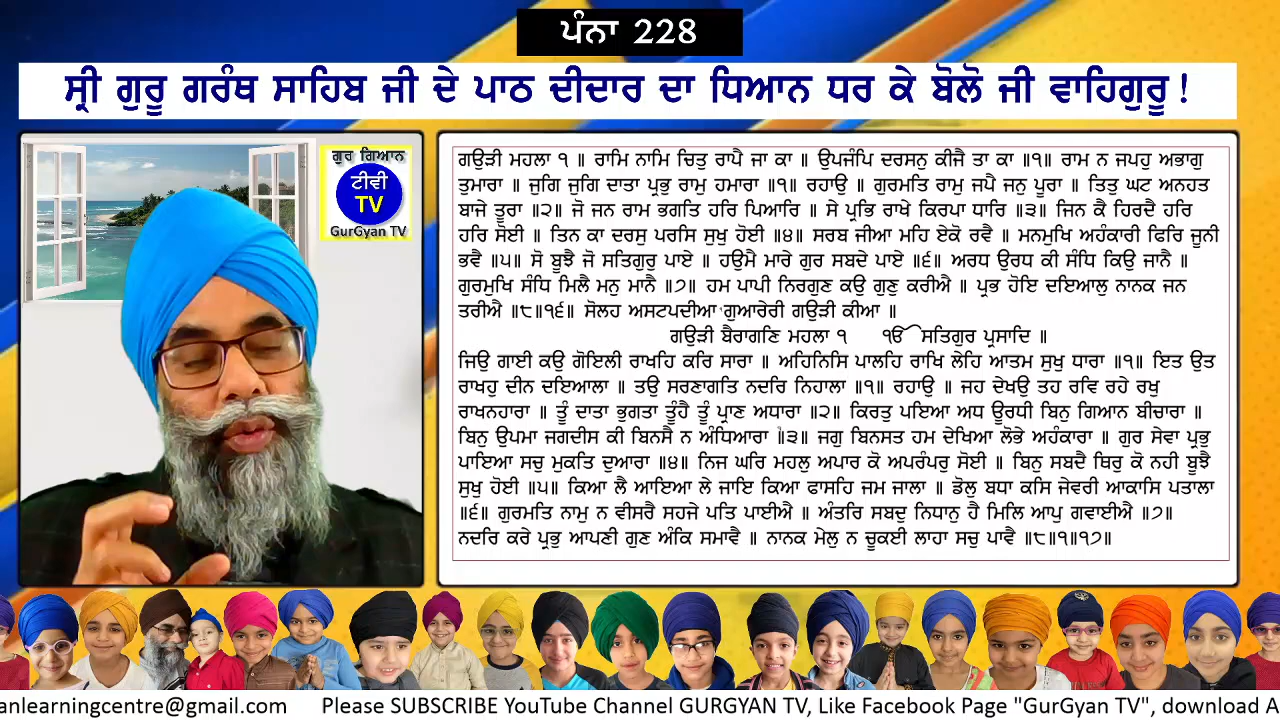 ਪੰਨਾ 228
ਸ੍ਰੀ ਗੁਰੂ ਗਰੰਥ ਸਾਹਿਬ ਜੀ ਦੇ ਪਾਠ ਦੀਦਾਰ ਦਾ ਧਿਆਨ ਧਰ ਕੇ ਬੋਲੋ ਜੀ ਵਾਹਿਗੁਰੂ !
ਗੁਰ ਗਿਆਨ
ਟੀਵੀ
TV
GurGyan TV
ਗਉੜੀ ਮਹਲਾ ੧ ॥ ਰਾਮਿ ਨਾਮਿ ਚਿਤੁ ਰਾਪੈ ਜਾ ਕਾ ॥ ਉਪਜੰਪਿ ਦਰਸਨੁ ਕੀਜੈ ਤਾ ਕਾ ॥੧॥ ਰਾਮ ਨ ਜਪਹੁ ਅਭਾਗੁ
ਤੁਮਾਰਾ ॥ ਜੁਗਿ ਜੁਗਿ ਦਾਤਾ ਪ੍ਰਭੁ ਰਾਮੁ ਹਮਾਰਾ ॥੧॥ ਰਹਾਉ ॥ ਗੁਰਮਤਿ ਰਾਮੁ ਜਪੈ ਜਨੁ ਪੂਰਾ ॥ ਤਿਤੁ ਘਟ ਅਨਹਤ
ਬਾਜੇ ਤੂਰਾ ॥੨॥ ਜੋ ਜਨ ਰਾਮ ਭਗਤਿ ਹਰਿ ਪਿਆਰਿ ॥ ਸੇ ਪ੍ਰਭਿ ਰਾਖੇ ਕਿਰਪਾ ਧਾਰਿ ॥੩॥ ਜਿਨ ਕੈ ਹਿਰਦੈ ਹਰਿ
ਹਰਿ ਸੋਈ ॥ ਤਿਨ ਕਾ ਦਰਸੁ ਪਰਸਿ ਸੁਖੁ ਹੋਈ ॥੪॥ ਸਰਬ ਜੀਆ ਮਹਿ ਏਕੋ ਰਵੈ ॥ ਮਨਮੁਖਿ ਅਹੰਕਾਰੀ ਫਿਰਿ ਜੂਨੀ
ਭਵੈ ॥੫॥ ਸੋ ਬੂਝੈ ਜੋ ਸਤਿਗੁਰੁ ਪਾਏ ॥ ਹਉਮੈ ਮਾਰੇ ਗੁਰ ਸਬਦੇ ਪਾਏ ॥੬॥ ਅਰਧ ਉਰਧ ਕੀ ਸੰਧਿ ਕਿਉ ਜਾਨੈ ॥
ਗੁਰਮੁਖਿ ਸੰਧਿ ਮਿਲੈ ਮਨੁ ਮਾਨੈ ॥੭॥ ਹਮ ਪਾਪੀ ਨਿਰਗੁਣ ਕਉ ਗੁਣੁ ਕਰੀਐ ॥ ਪ੍ਰਭ ਹੋਇ ਦਇਆਲੁ ਨਾਨਕ ਜਨ
ਤਰੀਐ ॥੮॥੧੬॥ ਸੋਲਹ ਅਸਟਪਦੀਆ ਗੁਆਰੇਰੀ ਗਉੜੀ ਕੀਆ ॥
ਗਉੜੀ ਬੈਰਾਗਣਿ ਮਹਲਾ ੧ ੴ ਸਤਿਗੁਰ ਪ੍ਰਸਾਦਿ ॥
ਜਿਉ ਗਾਈ ਕਉ ਗੋਇਲੀ ਰਾਖਹਿ ਕਰਿ ਸਾਰਾ ॥ ਅਹਿਨਿਸਿ ਪਾਲਹਿ ਰਾਖਿ ਲੇਹਿ ਆਤਮ ਸੁਖੁ ਧਾਰਾ ॥੧॥ ਇਤ ਉਤ
ਰਾਖਹੁ ਦੀਨ ਦਇਆਲਾ ॥ ਤਉ ਸਰਣਾਗਤਿ ਨਦਰਿ ਨਿਹਾਲਾ ॥੧॥ ਰਹਾਉ ॥ ਜਹ ਦੇਖਉ ਤਹ ਰਵਿ ਰਹੇ ਰਖੁ
ਰਾਖਨਹਾਰਾ ॥ ਤੂੰ ਦਾਤਾ ਭੁਗਤਾ ਤੂੰਹੈ ਤੂੰ ਪ੍ਰਾਣ ਅਧਾਰਾ ॥੨॥ ਕਿਰਤੁ ਪਇਆ ਅਧ ਊਰਧੀ ਬਿਨੁ ਗਿਆਨ ਬੀਚਾਰਾ ॥
ਬਿਨੁ ਉਪਮਾ ਜਗਦੀਸ ਕੀ ਬਿਨਸੈ ਨ ਅੰਧਿਆਰਾ ॥੩॥ ਜਗੁ ਬਿਨਸਤ ਹਮ ਦੇਖਿਆ ਲੋਭੇ ਅਹੰਕਾਰਾ ॥ ਗੁਰ ਸੇਵਾ ਪ੍ਰਭੁ
ਪਾਇਆ ਸਚੁ ਮੁਕਤਿ ਦੁਆਰਾ ॥੪॥ ਨਿਜ ਘਰਿ ਮਹਲੁ ਅਪਾਰ ਕੋ ਅਪਰੰਪਰੁ ਸੋਈ ॥ ਬਿਨੁ ਸਬਦੈ ਥਿਰੁ ਕੋ ਨਹੀ ਬੂਝੈ
ਸੁਖੁ ਹੋਈ ॥੫॥ ਕਿਆ ਲੈ ਆਇਆ ਲੇ ਜਾਇ ਕਿਆ ਫਾਸਹਿ ਜਮ ਜਾਲਾ ॥ ਡੋਲੁ ਬਧਾ ਕਸਿ ਜੇਵਰੀ ਆਕਾਸਿ ਪਤਾਲਾ
॥੬॥ ਗੁਰਮਤਿ ਨਾਮੁ ਨ ਵੀਸਰੈ ਸਹਜੇ ਪਤਿ ਪਾਈਐ ॥ ਅੰਤਰਿ ਸਬਦੁ ਨਿਧਾਨੁ ਹੈ ਮਿਲਿ ਆਪੁ ਗਵਾਈਐ ॥੭॥
ਨਦਰਿ ਕਰੇ ਪ੍ਰਭੁ ਆਪਣੀ ਗੁਣ ਅੰਕਿ ਸਮਾਵੈ ॥ ਨਾਨਕ ਮੇਲੁ ਨ ਚੂਕਈ ਲਾਹਾ ਸਚੁ ਪਾਵੈ ॥੮॥੧॥੧੭॥
anlearningcentre@gmail.com Please SUBSCRIBE YouTube Channel GURGYAN TV, Like Facebook Page "GurGyan TV", download A